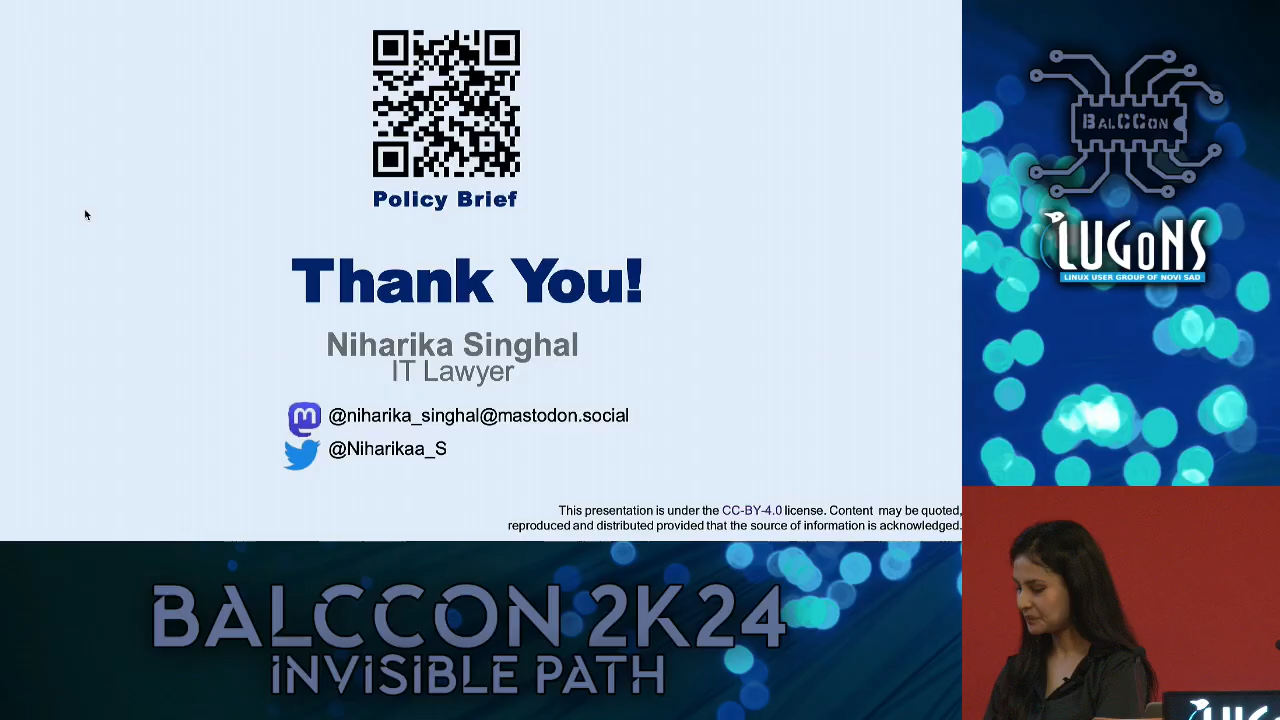 Policy Brief
Thank You!
Niharika Singhal
IT Lawyer
@niharika_singhal@mastodon.social
@Niharikaa_S
This presentation is under the CC-BY-4.0 license. Content may be quoted,
reproduced and distributed provided that the source of information is acknowledged.
BALCCON
LUGONS
LINUX USER GROUP OF NOVI SAD
BALCCON 2K24
INVISIBLE PATH